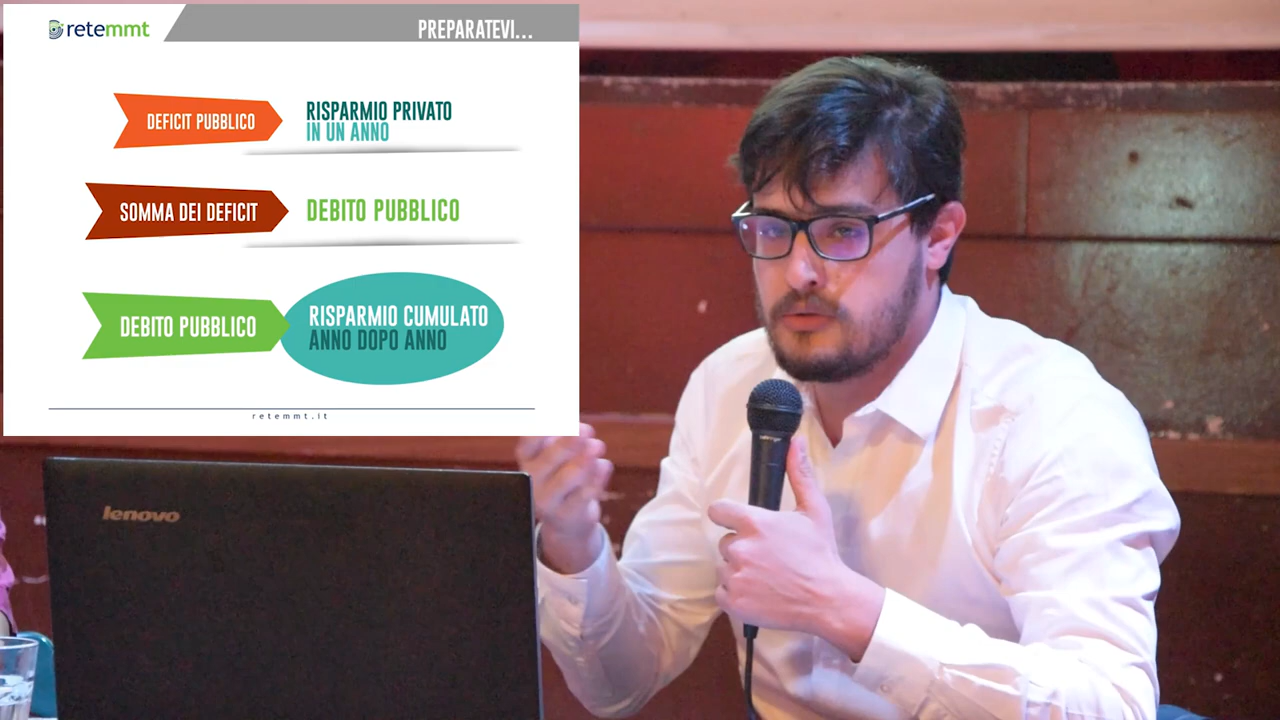 retemmt
PREPARATEVI...
DEFICIT PUBBLICO
RISPARMIO PRIVATO
IN UN ANNO
SOMMA DEI DEFICIT
DEBITO PUBBLICO
DEBITO PUBBLICO
RISPARMIO CUMULATO
ANNO DOPO ANNO
retemmt.it
lenovo
behringer